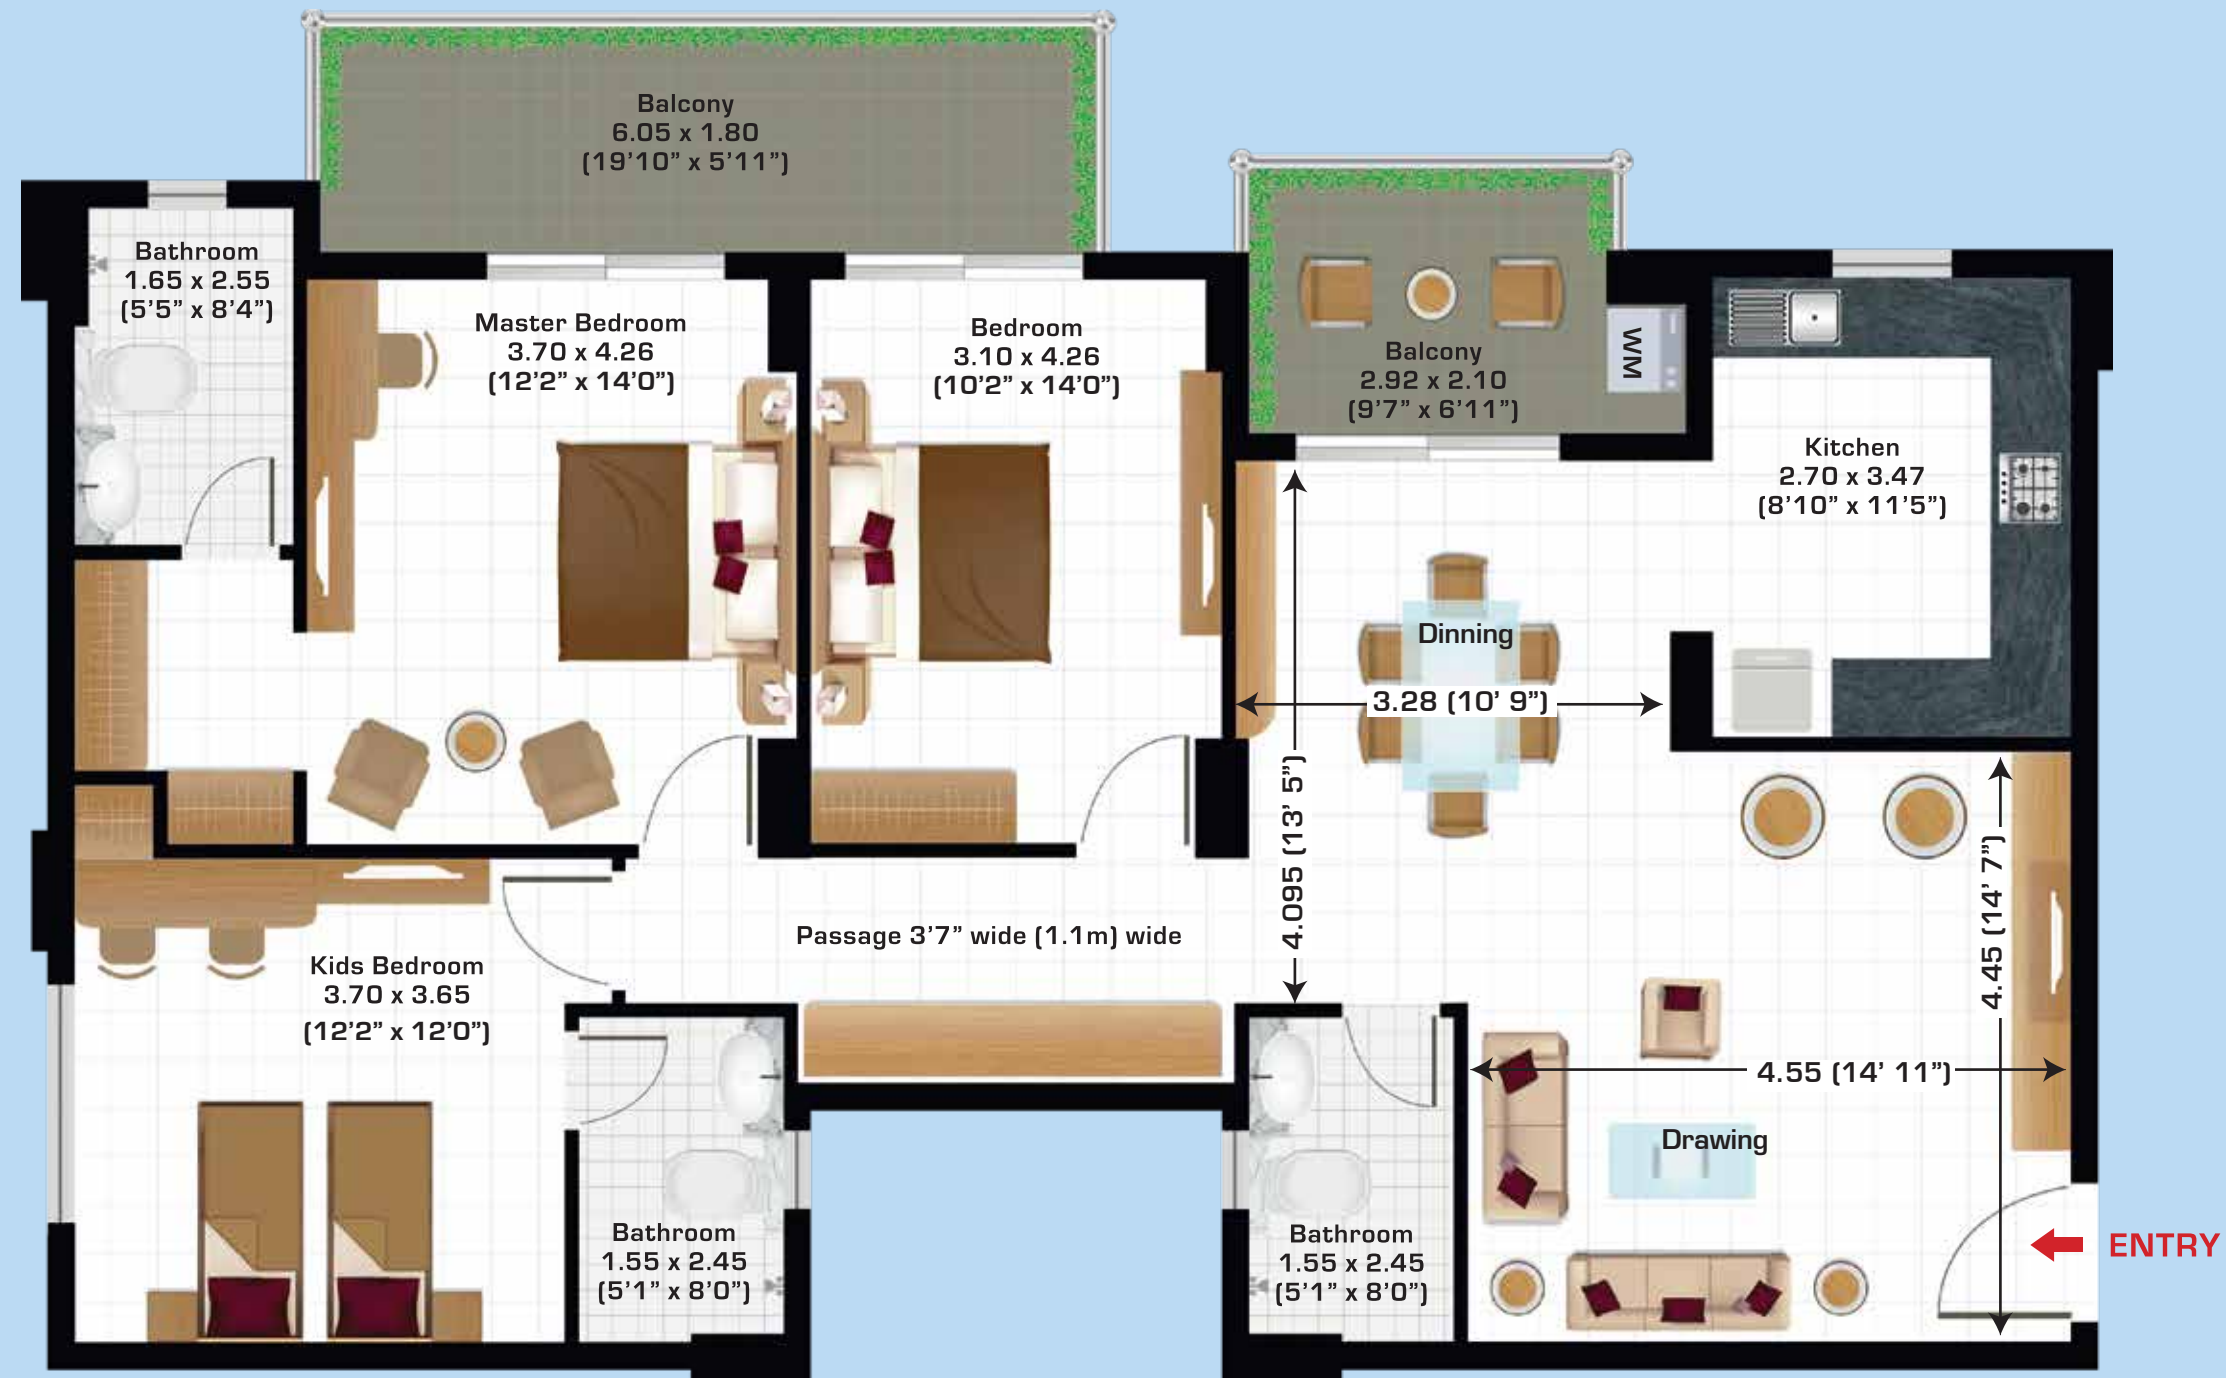 Balcony
6.05 x 1.80
(19’10” x 5’11”)
Bathroom
1.65 x 2.55
(5’5” x 8’4”)
Master Bedroom
3.70 x 4.26
(12’2” x 14’0”)
Bedroom
3.10 x 4.26
(10’2” x 14’0”)
Balcony
2.92 x 2.10
(9’7” x 6’11”)
WM
Kitchen
2.70 x 3.47
(8’10” x 11’5”)
Dinning
3.28 (10’ 9”)
4.095 (13’ 5”)
4.45 (14’ 7”)
Passage 3’7” wide (1.1m) wide
Kids Bedroom
3.70 x 3.65
(12’2” x 12’0”)
4.55 (14’ 11”)
Drawing
Bathroom
1.55 x 2.45
(5’1” x 8’0”)
Bathroom
1.55 x 2.45
(5’1” x 8’0”)
ENTRY